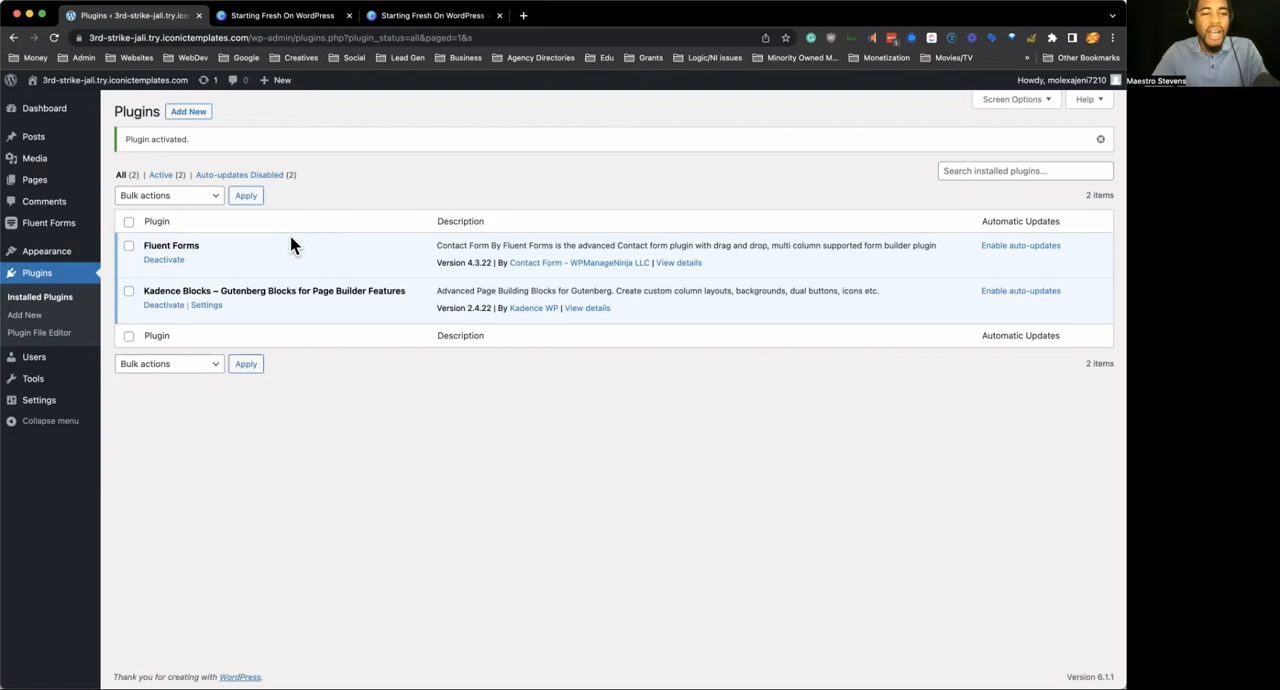 Plugins < 3rd-strike-jali.try.iconic
Starting Fresh On WordPress
Starting Fresh On WordPress -
3rd-strike-jali.try.iconictemplates.com/wp-admin/plugins.php?plugin_status=all&paged=1&s
Money Admin Websites WebDev Google Creatives Social Lead Gen Business Agency Directories Edu Grants Logic/NI issues Minority Owned M... Monetization Movies/TV » Other Bookmarks
3rd-strike-jali.try.iconictemplates.com 1 0 New Howdy, molexajeni7210
Maestro Stevens
Dashboard
Posts
Media
Pages
Comments
Fluent Forms
Appearance
Plugins
Installed Plugins
Add New
Plugin File Editor
Users
Tools
Settings
Collapse menu
Screen Options Help
Plugins Add New
Plugin activated.
All (2) | Active (2) | Auto-updates Disabled (2)
Search installed plugins...
Bulk actions Apply 2 items
Plugin Description Automatic Updates
Fluent Forms Contact Form By Fluent Forms is the advanced Contact form plugin with drag and drop, multi column supported form builder plugin Enable auto-updates
Deactivate Version 4.3.22 | By Contact Form - WPManageNinja LLC | View details
Kadence Blocks – Gutenberg Blocks for Page Builder Features Advanced Page Building Blocks for Gutenberg. Create custom column layouts, backgrounds, dual buttons, icons etc. Enable auto-updates
Deactivate | Settings Version 2.4.22 | By Kadence WP | View details
Plugin Description Automatic Updates
Bulk actions Apply 2 items
Thank you for creating with WordPress. Version 6.1.1